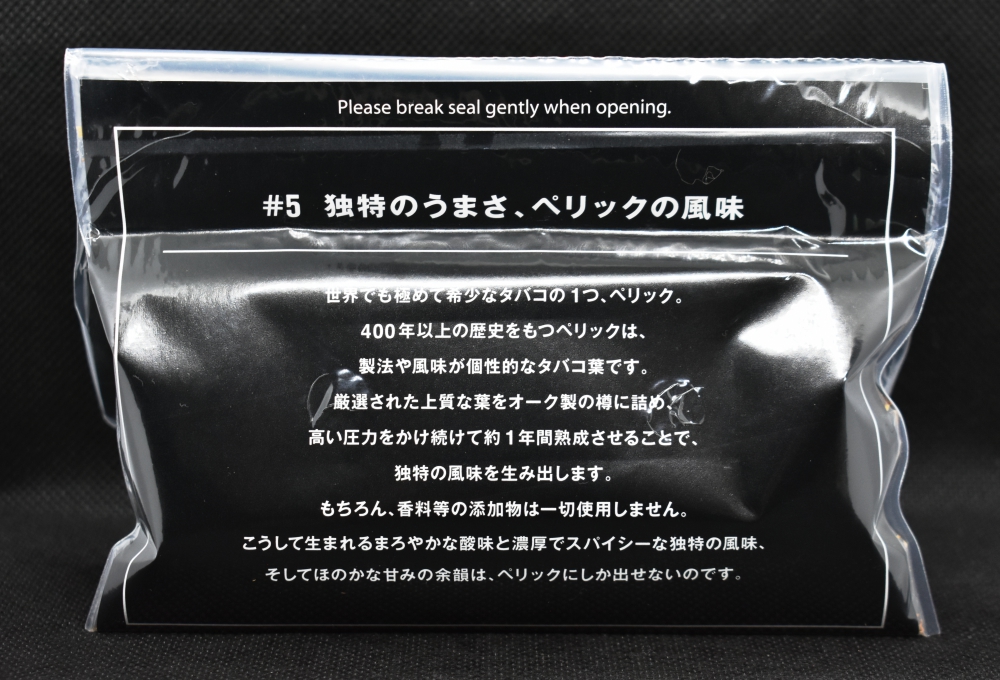 Please break seal gently when opening.
#5 独特のうまさ、ペリックの風味
世界でも極めて希少なタバコの1つ、ペリック。
400年以上の歴史をもつペリックは、
製法や風味が個性的なタバコ葉です。
厳選された上質な葉をオーク製の樽に詰め、
高い圧力をかけ続けて約1年間熟成させることで、
独特の風味を生み出します。
もちろん、香料等の添加物は一切使用しません。
こうして生まれるまろやかな酸味と濃厚でスパイシーな独特の風味、
そしてほのかな甘みの余韻は、ペリックにしか出せないのです。